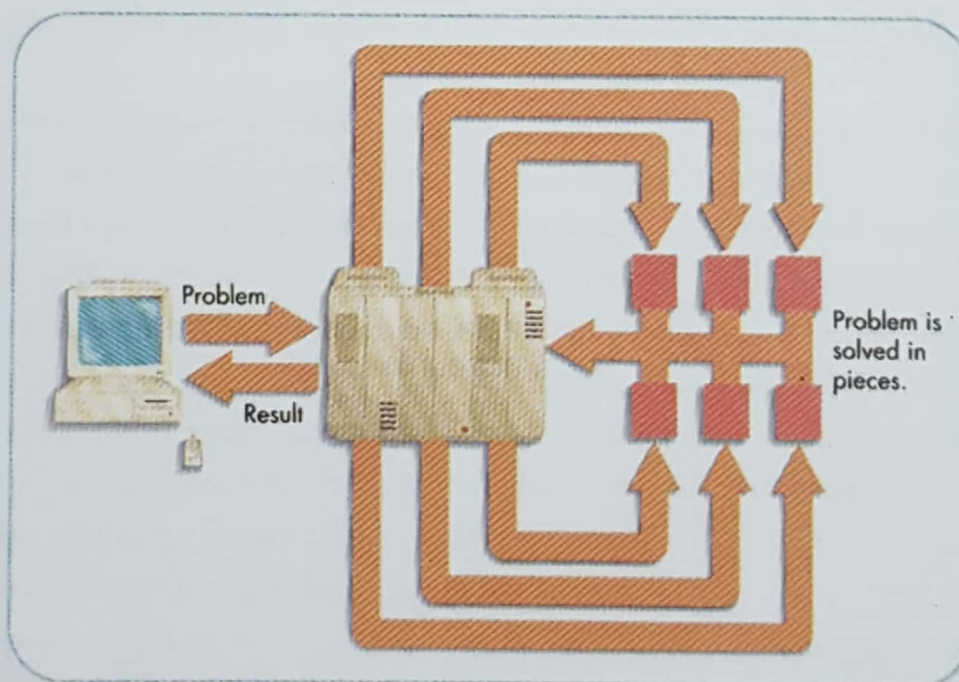 Problem
Result
Problem is
solved in
pieces.